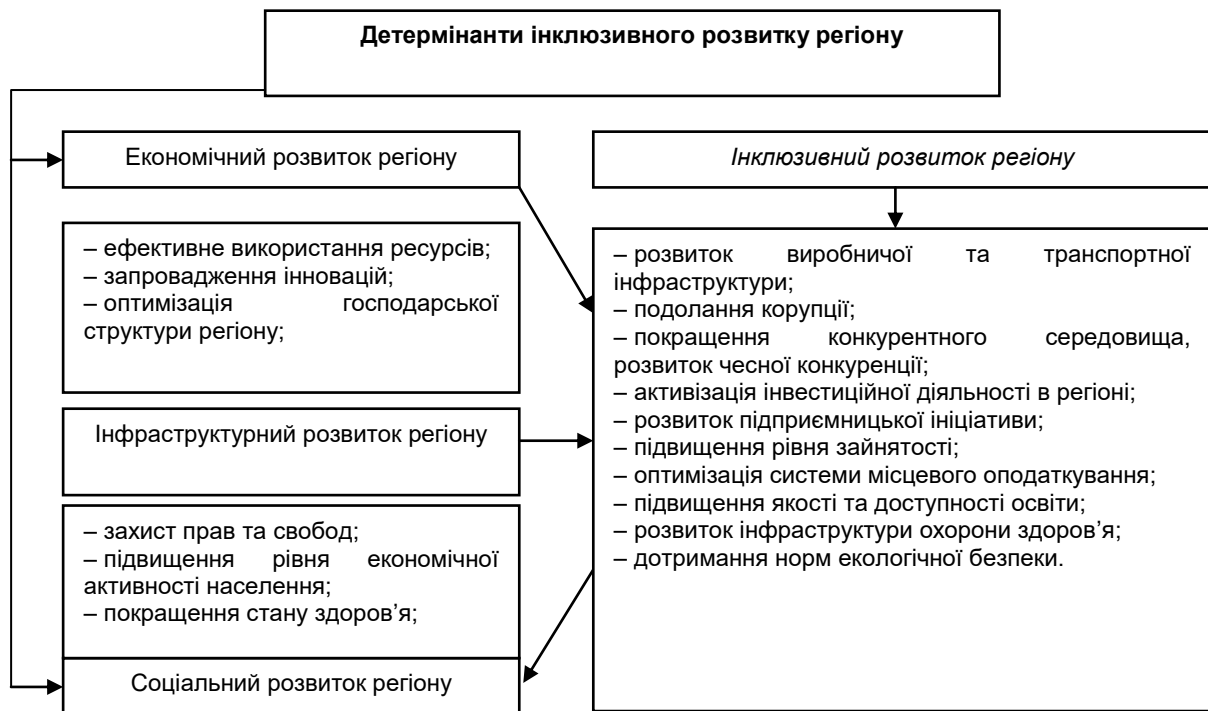 Детермінанти інклюзивного розвитку регіону
Економічний розвиток регіону
– ефективне використання ресурсів;
– запровадження інновацій;
– оптимізація господарської
структури регіону;
Інфраструктурний розвиток регіону
– захист прав та свобод;
– підвищення рівня економічної
активності населення;
– покращення стану здоров’я;
Соціальний розвиток регіону
Інклюзивний розвиток регіону
– розвиток виробничої та транспортної
інфраструктури;
– подолання корупції;
– покращення конкурентного середовища,
розвиток чесної конкуренції;
– активізація інвестиційної діяльності в регіоні;
– розвиток підприємницької ініціативи;
– підвищення рівня зайнятості;
– оптимізація системи місцевого оподаткування;
– підвищення якості та доступності освіти;
– розвиток інфраструктури охорони здоров’я;
– дотримання норм екологічної безпеки.